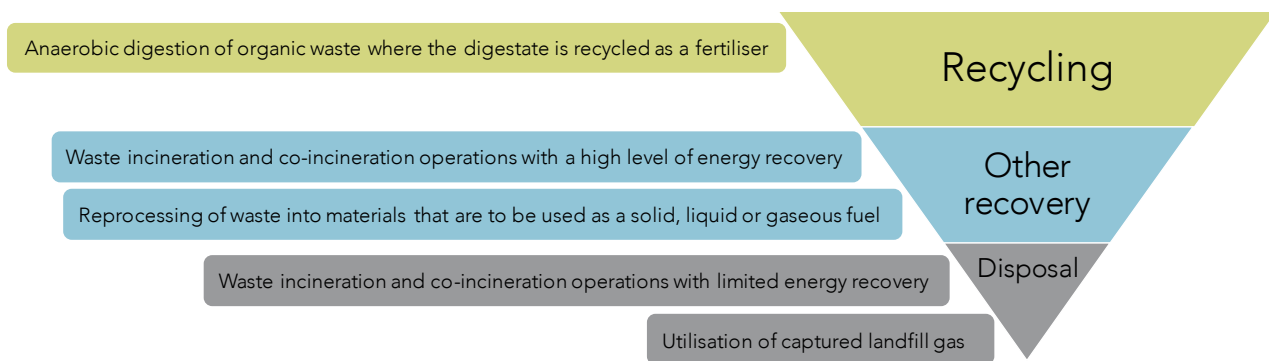 Anaerobic digestion of organic waste where the digestate is recycled as a fertiliser
Recycling
Waste incineration and co-incineration operations with a high level of energy recovery
Other
recovery
Reprocessing of waste into materials that are to be used as a solid, liquid or gaseous fuel
Disposal
Waste incineration and co-incineration operations with limited energy recovery
Utilisation of captured landfill gas